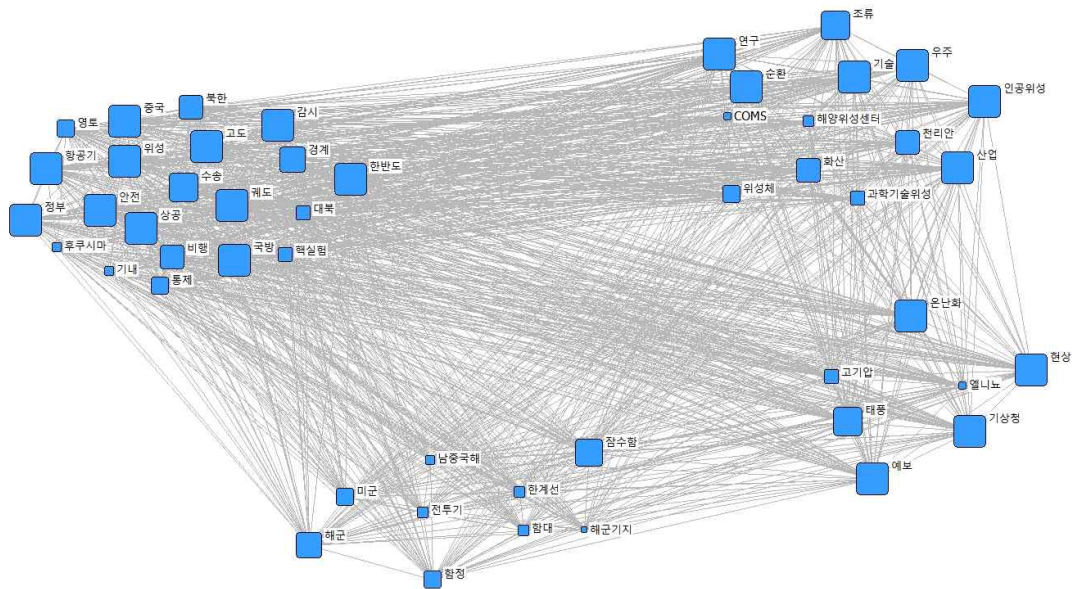 조류
연구
우주
기술
순환
인공위성
COMS
해양위성센터
천리안
산업
화산
위성체
과학기술위성
북한
중국
영토
감시
고도
경계
항공기
위성
한반도
수송
궤도
안전
대북
정부
상공
후쿠시마
비행
국방
핵실험
기내
통제
온난화
현상
고기압
엘니뇨
태풍
기상청
잠수함
남중국해
예보
미군
한계선
전투기
함대
해군기지
해군
함정